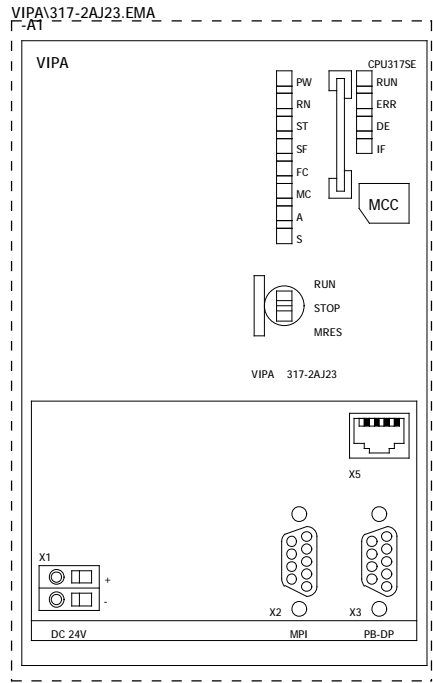 VIPA\317-2AJ23.EMA
-A1
VIPA
CPU317SE
PW
RN
ST
SF
FC
MC
A
S
RUN
ERR
DE
IF
MCC
RUN
STOP
MRES
VIPA 317-2AJ23
X5
X1
+
-
X2
X3
DC 24V
MPI
PB-DP